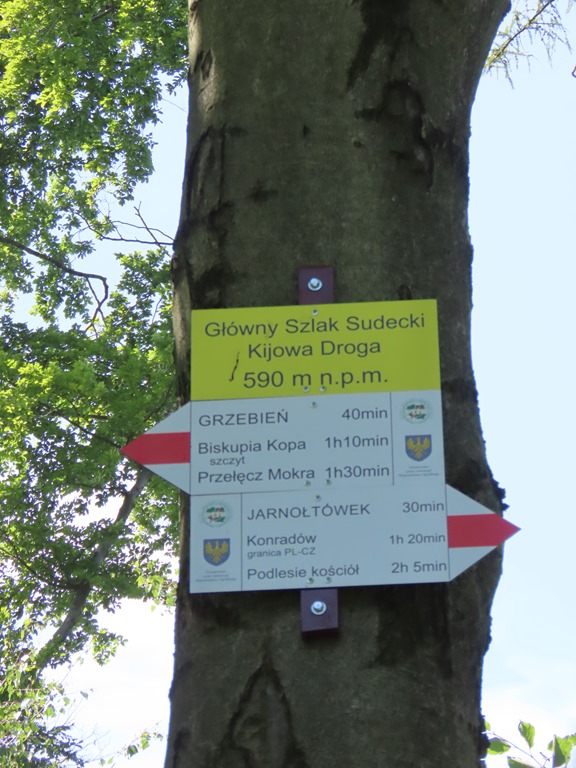 Główny Szlak Sudecki
Kijowa Droga
590 m n.p.m.
GRZEBIEŃ 40min
Biskupia Kopa 1h10min
szczyt
Przełęcz Mokra 1h30min
JARNOŁTÓWEK 30min
Konradów 1h 20min
granica PL-CZ
Podlesie kościół 2h 5min